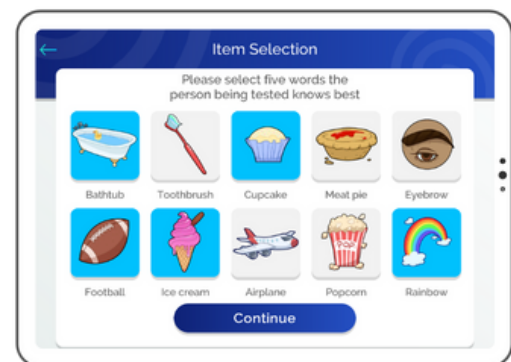 Item Selection
Please select five words the
person being tested knows best
Bathtub Toothbrush Cupcake Meat pie Eyebrow
POP
Football Ice cream Airplane Popcorn Rainbow
Continue